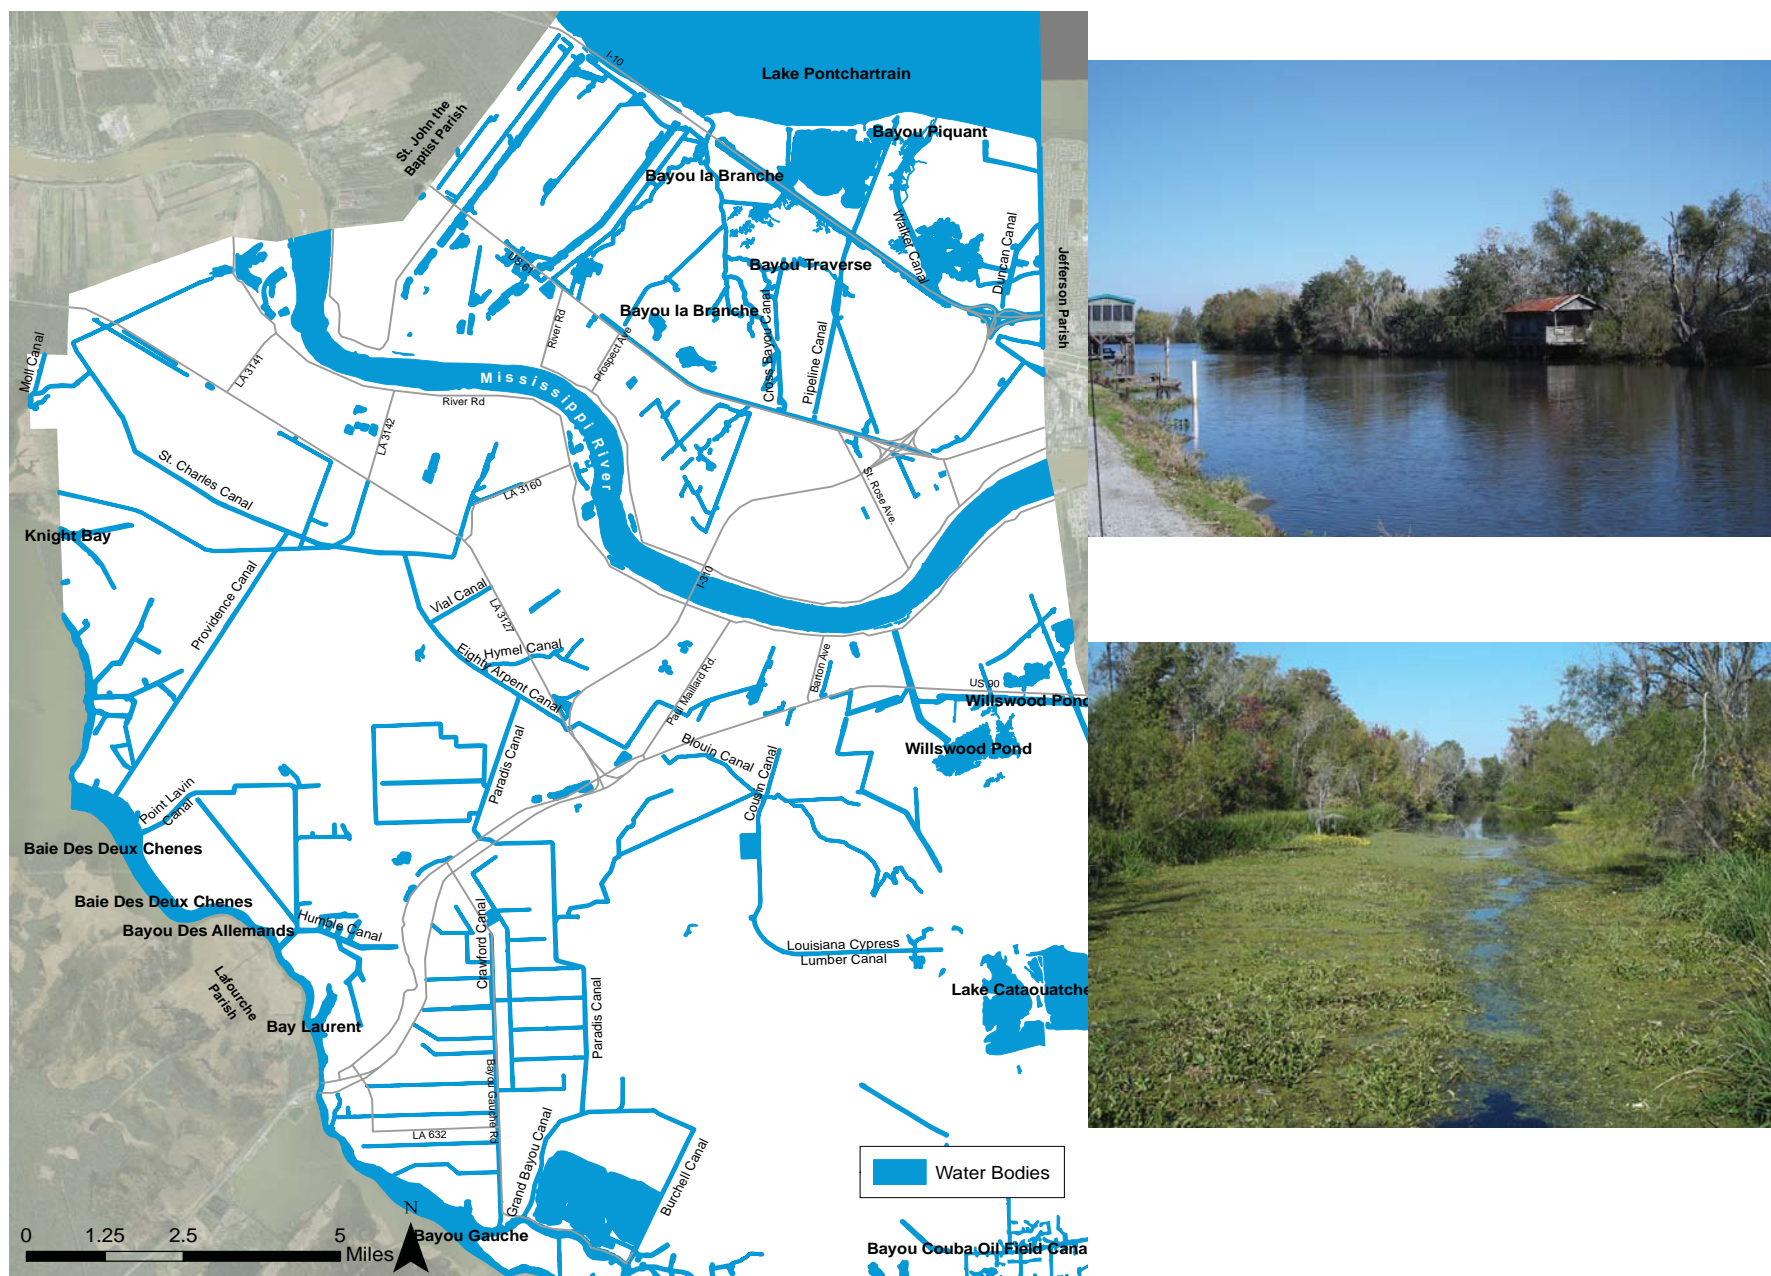 Lake Pontchartrain
I-10
St. John the
Baptist Parish
Bayou Piquant
Bayou la Branche
Walker Canal
Duncan Canal
Jefferson Parish
US 61
Bayou Traverse
Bayou la Branche
Cross Bayou Canal
Pipeline Canal
River Rd
Prospect Ave
Moll Canal
LA 3141
Mississippi River
River Rd
LA 3142
St. Charles Canal
LA 3160
St. Rose Ave.
Knight Bay
Providence Canal
I-310
Vial Canal
LA 3127
Hymel Canal
Eighty Arpent Canal
Paul Maillard Rd.
Barton Ave
US 90
Willswood Pond
Willswood Pond
Blouin Canal
Cousin Canal
Paradis Canal
Point Lavin
Canal
Baie Des Deux Chenes
Baie Des Deux Chenes
Bayou Des Allemands
Humble Canal
Crawford Canal
Louisiana Cypress
Lumber Canal
Lake Cataouatche
Lafourche
Parish
Bay Laurent
Paradis Canal
Bayou Gauche Rd
LA 632
Grand Bayou Canal
Burchell Canal
Water Bodies
N
0 1.25 2.5 5
Miles
Bayou Gauche
Bayou Couba Oil Field Cana